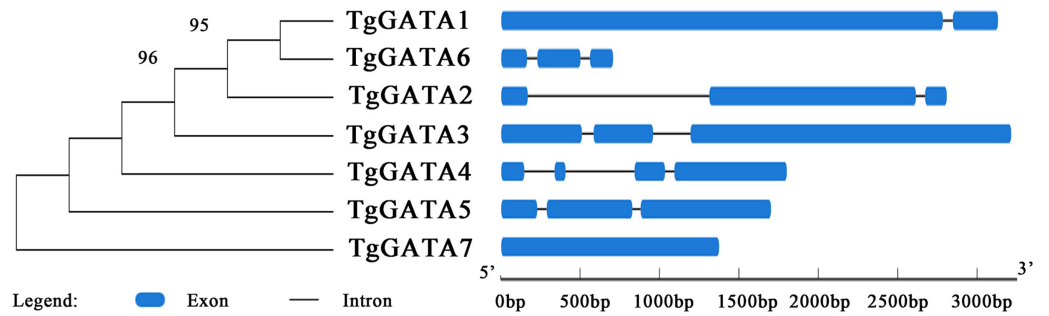 95
96
TgGATA1
TgGATA6
TgGATA2
TgGATA3
TgGATA4
TgGATA5
TgGATA7
5’ 3’
0bp 500bp 1000bp 1500bp 2000bp 2500bp 3000bp
Legend: Exon Intron